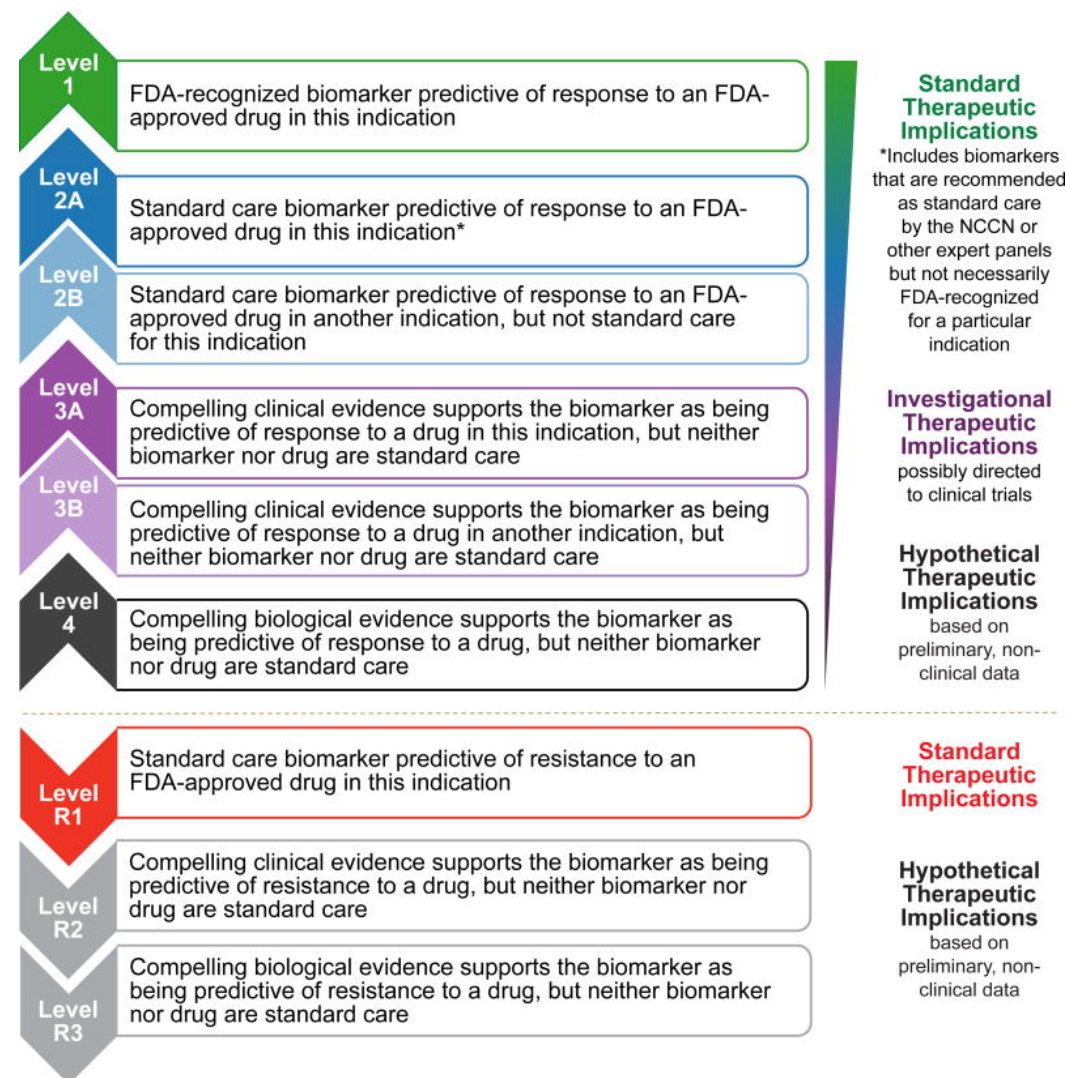 Level
1
FDA-recognized biomarker predictive of response to an FDA-
approved drug in this indication
Level
2A
Standard care biomarker predictive of response to an FDA-
approved drug in this indication*
Level
2B
Standard care biomarker predictive of response to an FDA-
approved drug in another indication, but not standard care
for this indication
Standard
Therapeutic
Implications
*Includes biomarkers
that are recommended
as standard care
by the NCCN or
other expert panels
but not necessarily
FDA-recognized
for a particular
indication
Level
3A
Compelling clinical evidence supports the biomarker as being
predictive of response to a drug in this indication, but neither
biomarker nor drug are standard care
Level
3B
Compelling clinical evidence supports the biomarker as being
predictive of response to a drug in another indication, but
neither biomarker nor drug are standard care
Investigational
Therapeutic
Implications
possibly directed
to clinical trials
Level
4
Compelling biological evidence supports the biomarker as
being predictive of response to a drug, but neither biomarker
nor drug are standard care
Hypothetical
Therapeutic
Implications
based on
preliminary, non-
clinical data
Level
R1
Standard care biomarker predictive of resistance to an
FDA-approved drug in this indication
Standard
Therapeutic
Implications
Level
R2
Compelling clinical evidence supports the biomarker as being
predictive of resistance to a drug, but neither biomarker nor
drug are standard care
Level
R3
Compelling biological evidence supports the biomarker as
being predictive of resistance to a drug, but neither biomarker
nor drug are standard care
Hypothetical
Therapeutic
Implications
based on
preliminary, non-
clinical data